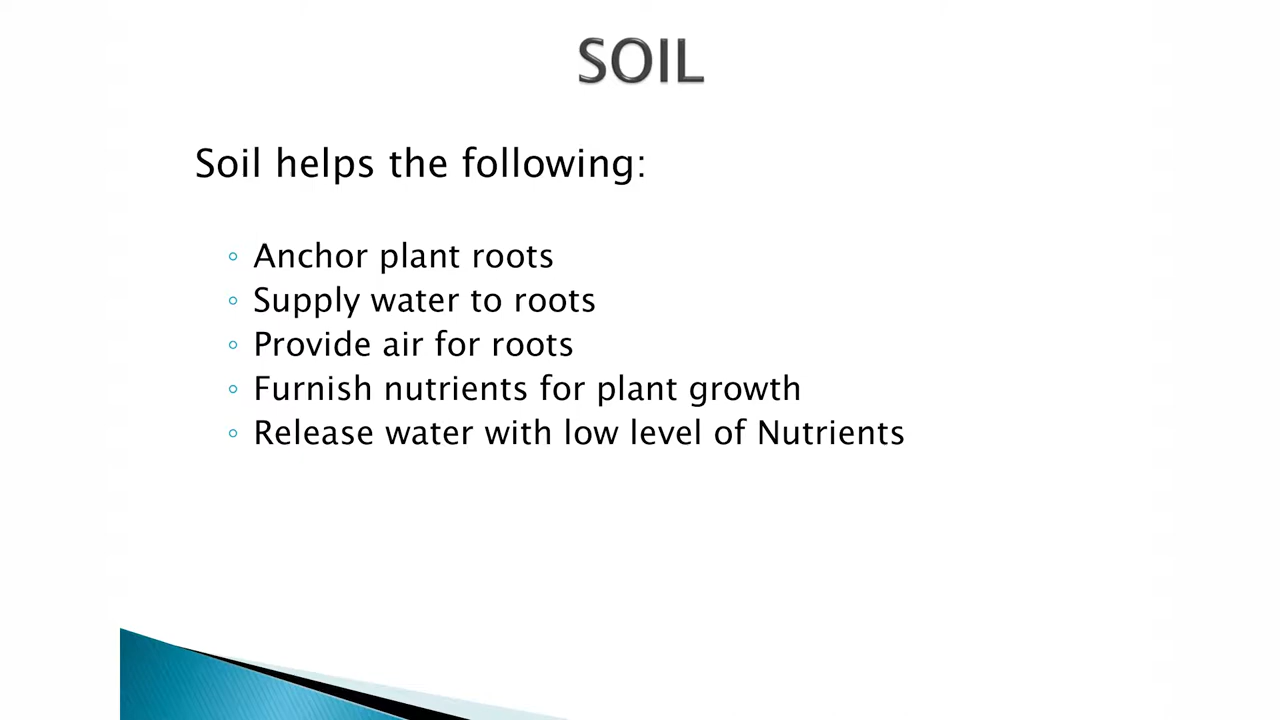 SOIL
Soil helps the following:
◦ Anchor plant roots
◦ Supply water to roots
◦ Provide air for roots
◦ Furnish nutrients for plant growth
◦ Release water with low level of Nutrients